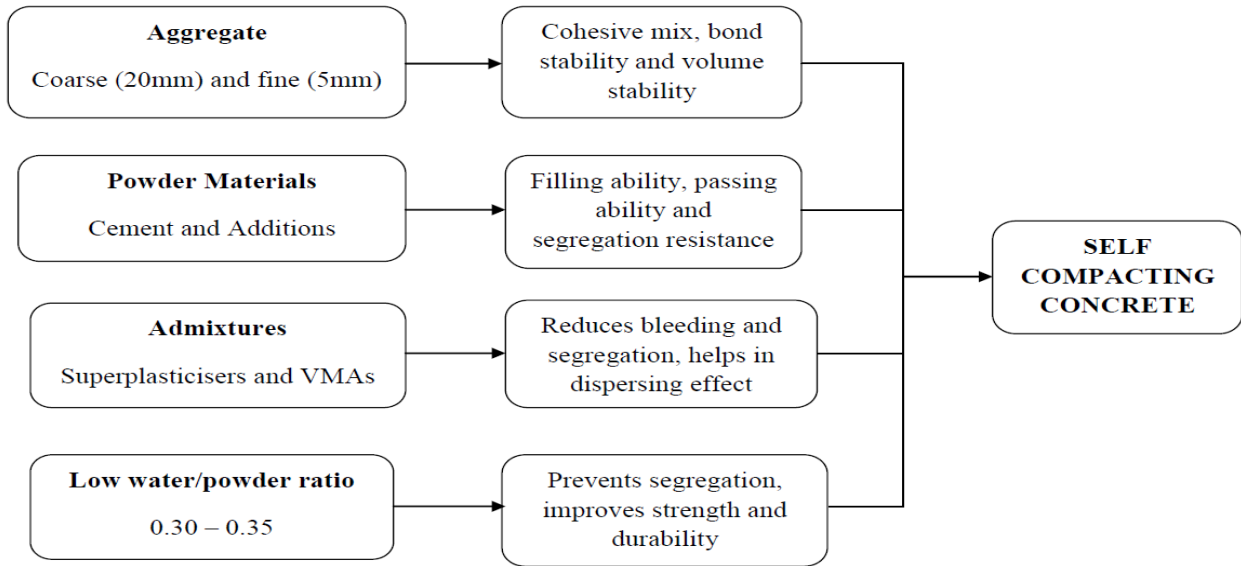 Aggregate
Coarse (20mm) and fine (5mm)
Cohesive mix, bond
stability and volume
stability
Powder Materials
Cement and Additions
Filling ability, passing
ability and
segregation resistance
Admixtures
Superplasticisers and VMAs
Reduces bleeding and
segregation, helps in
dispersing effect
Low water/powder ratio
0.30 – 0.35
Prevents segregation,
improves strength and
durability
SELF
COMPACTING
CONCRETE